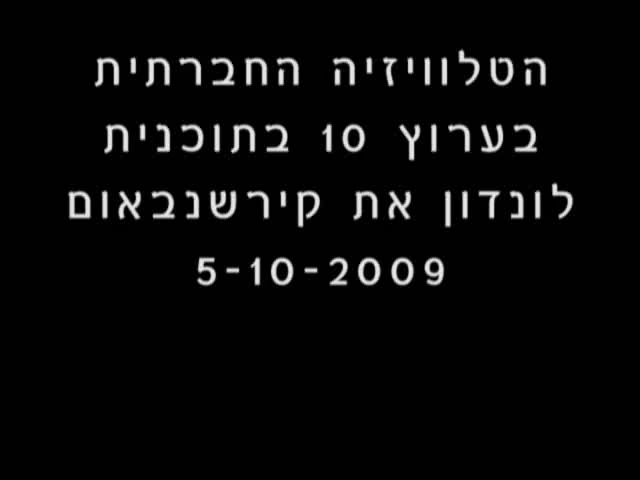 הטלוויזיה החברתית
בערוץ 10 בתוכנית
לונדון את קירשנבאום
5-10-2009